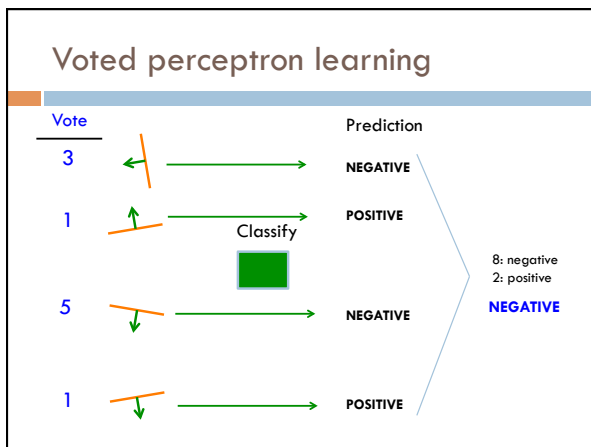 Voted perceptron learning
Vote
Prediction
3
NEGATIVE
1
POSITIVE
Classify
8: negative
2: positive
NEGATIVE
5
NEGATIVE
1
POSITIVE